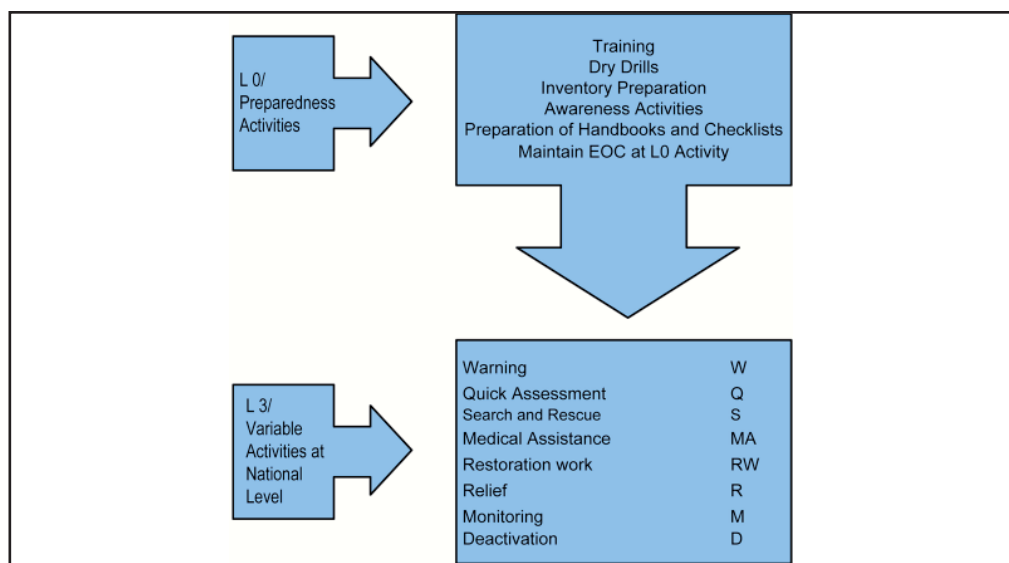 L 0/
Preparedness
Activities
Training
Dry Drills
Inventory Preparation
Awareness Activities
Preparation of Handbooks and Checklists
Maintain EOC at L0 Activity
L 3/
Variable
Activities at
National
Level
Warning W
Quick Assessment Q
Search and Rescue S
Medical Assistance MA
Restoration work RW
Relief R
Monitoring M
Deactivation D